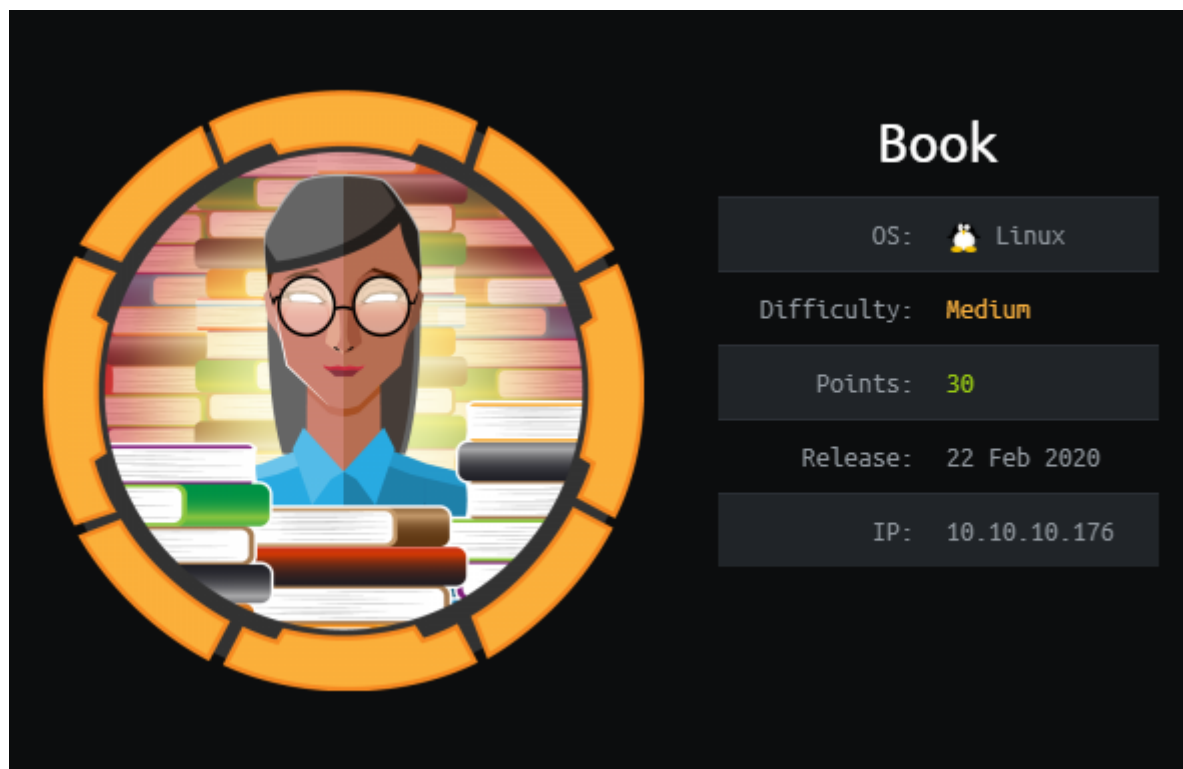 Book
OS: Linux
Difficulty: Medium
Points: 30
Release: 22 Feb 2020
IP: 10.10.10.176